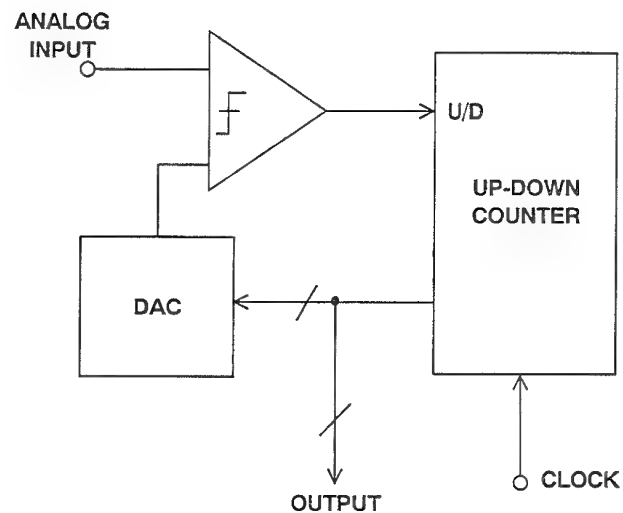 ANALOG
INPUT
U/D
UP-DOWN
COUNTER
DAC
CLOCK
OUTPUT